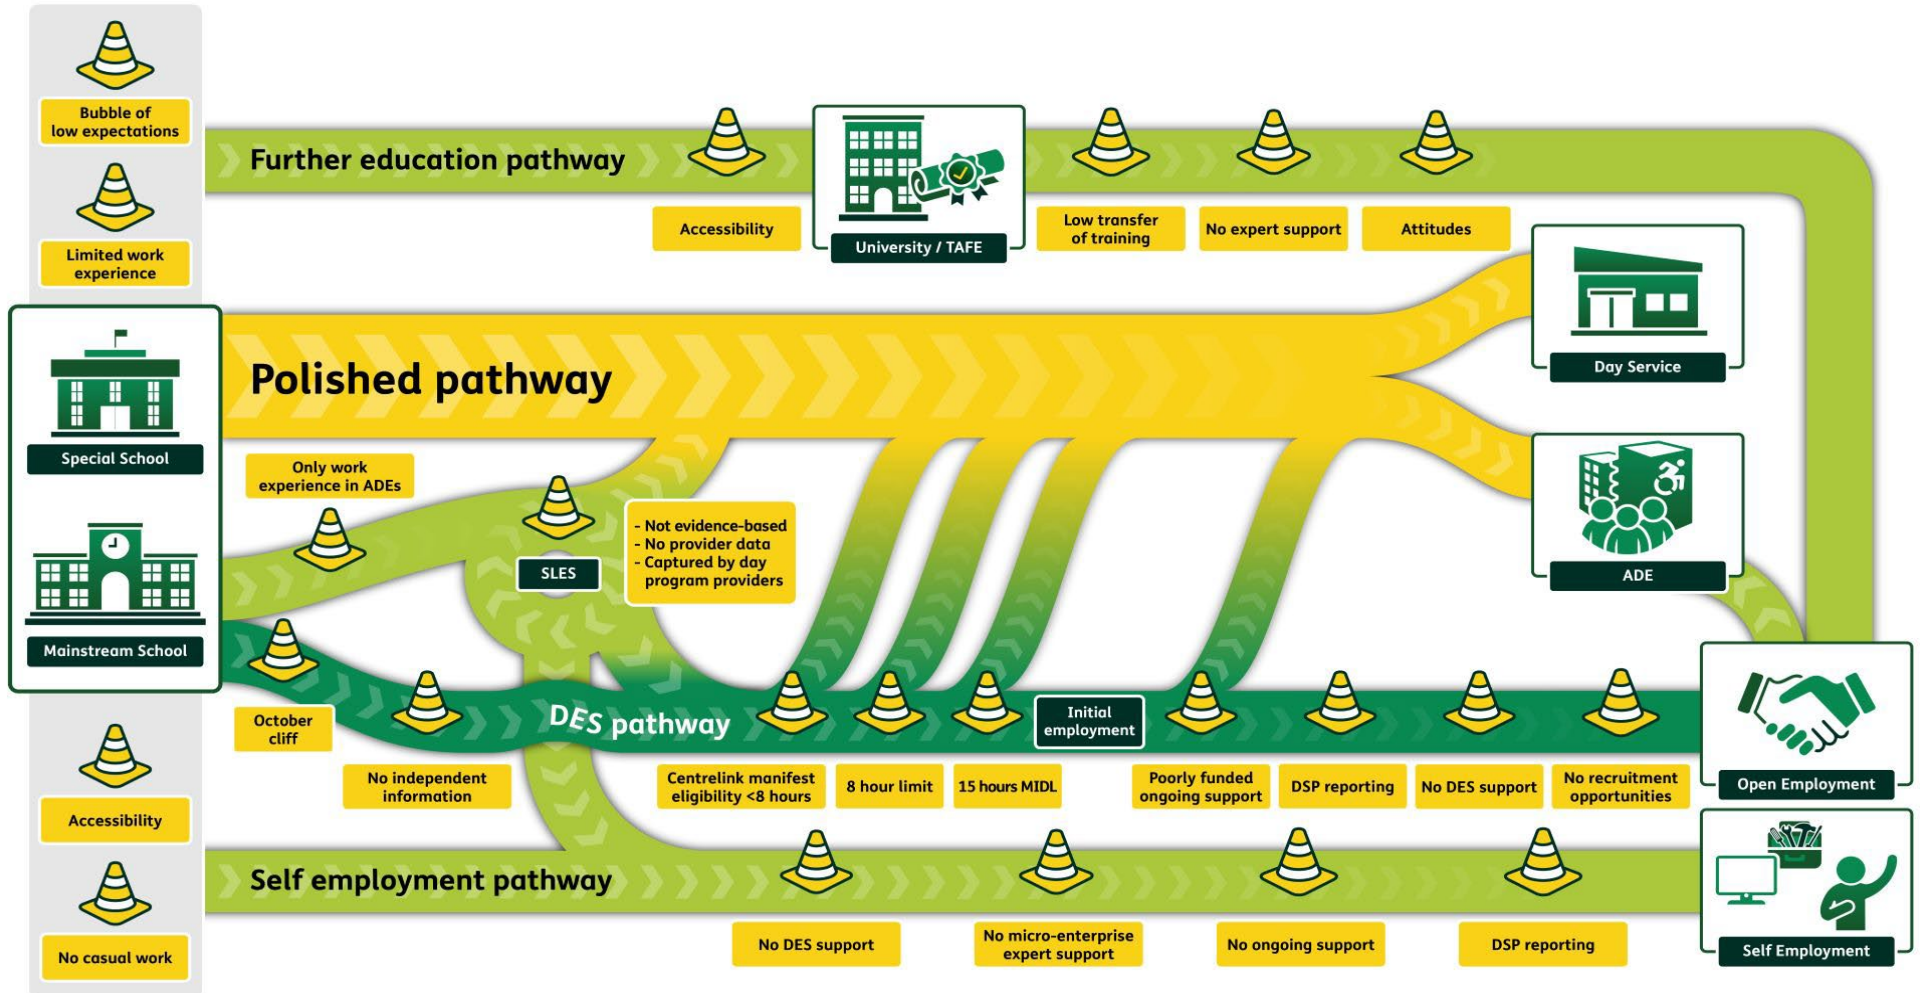 Bubble of
low expectations
Limited work
experience
Special School
Mainstream School
Accessibility
No casual work
Further education pathway
Accessibility
University / TAFE
Low transfer
of training
No expert support
Attitudes
Polished pathway
Day Service
ADE
Only work
experience in ADEs
SLES
- Not evidence-based
- No provider data
- Captured by day
program providers
October
cliff
No independent
information
DES pathway
Centrelink manifest
eligibility <8 hours
8 hour limit
15 hours MIDL
Initial
employment
Poorly funded
ongoing support
DSP reporting
No DES support
No recruitment
opportunities
Open Employment
Self employment pathway
No DES support
No micro-enterprise
expert support
No ongoing support
DSP reporting
Self Employment